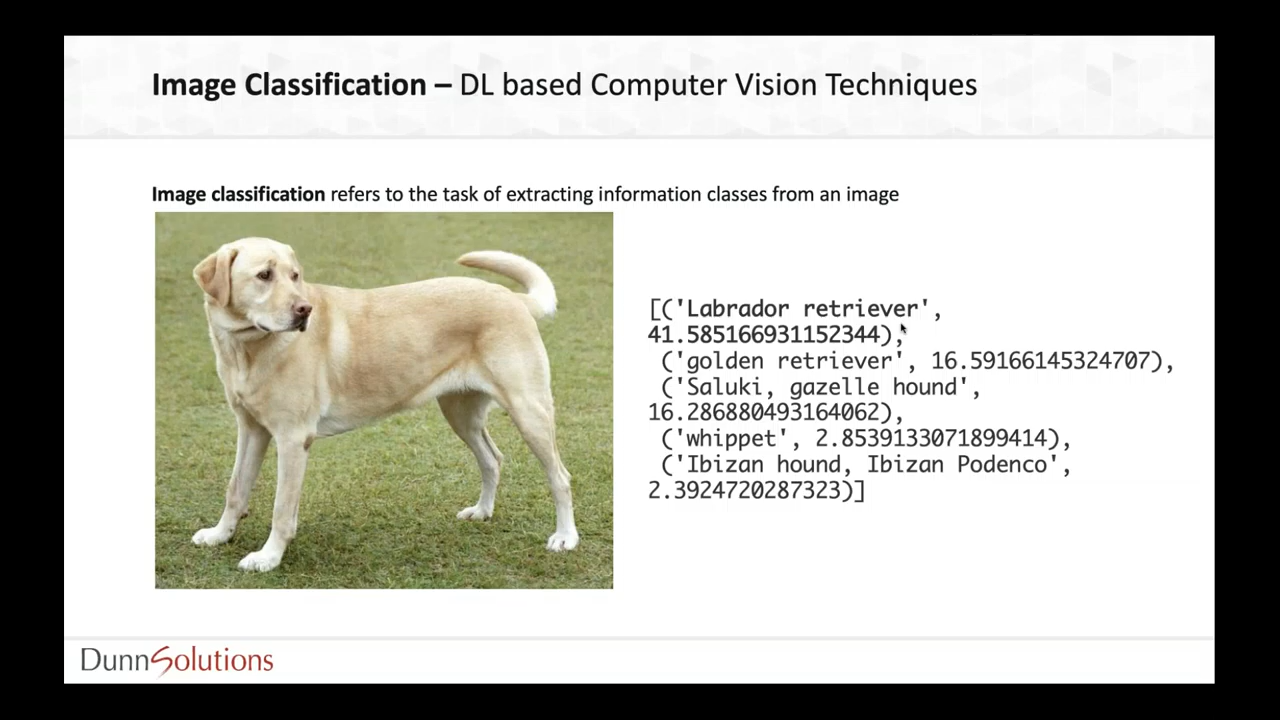 Image Classification – DL based Computer Vision Techniques
Image classification refers to the task of extracting information classes from an image
[('Labrador retriever',
41.585166931152344),
('golden retriever', 16.59166145324707),
('Saluki, gazelle hound',
16.286880493164062),
('whippet', 2.8539133071899414),
('Ibizan hound, Ibizan Podenco',
2.3924720287323)]
DunnSolutions